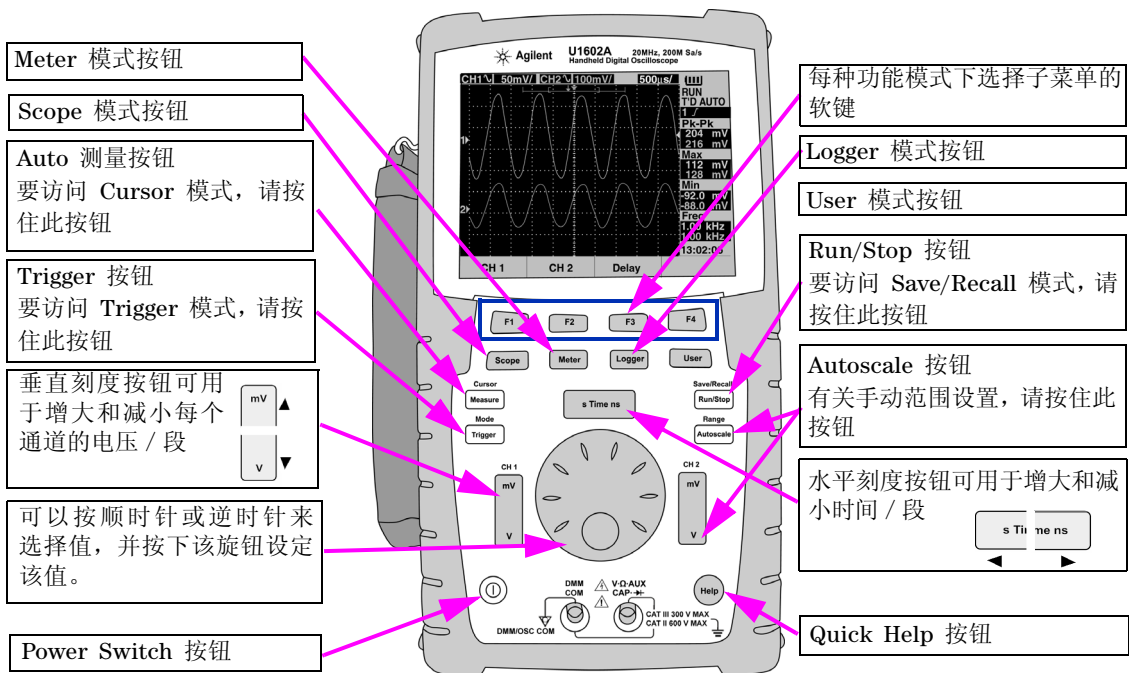 Meter 模式按钮
Scope 模式按钮
Auto 测量按钮
要访问 Cursor 模式，请按
住此按钮
Trigger 按钮
要访问 Trigger 模式，请按
住此按钮
垂直刻度按钮可用
于增大和减小每个
通道的电压 / 段
mV
V
可以按顺时针或逆时针来
选择值，并按下该旋钮设定
该值。
Power Switch 按钮
Agilent
U1602A
20MHz, 200M Sa/s
Handheld Digital Oscilloscope
CH1 50mV/ CH2 100mV/ 500µs/
RUN
T'D AUTO
1
Pk-Pk
204 mV
216 mV
Max
112 mV
128 mV
Min
-92.0 mV
-88.0 mV
Freq
1.00 kHz
1.00 kHz
13:02:05
1
2
CH 1 CH 2 Delay
F1 F2 F3 F4
Scope Meter Logger User
Cursor
Measure
Mode
Trigger
s Time ns
Save/Recall
Run/Stop
Range
Autoscale
CH 1
mV
V
CH 2
mV
V
DMM
COM
V·Ω·AUX
CAP·
DMM/OSC COM
CAT III 300 V MAX
CAT II 600 V MAX
Help
每种功能模式下选择子菜单的
软键
Logger 模式按钮
User 模式按钮
Run/Stop 按钮
要访问 Save/Recall 模式，请
按住此按钮
Autoscale 按钮
有关手动范围设置，请按住此
按钮
水平刻度按钮可用于增大和减
小时间 / 段
s Ti me ns
Quick Help 按钮